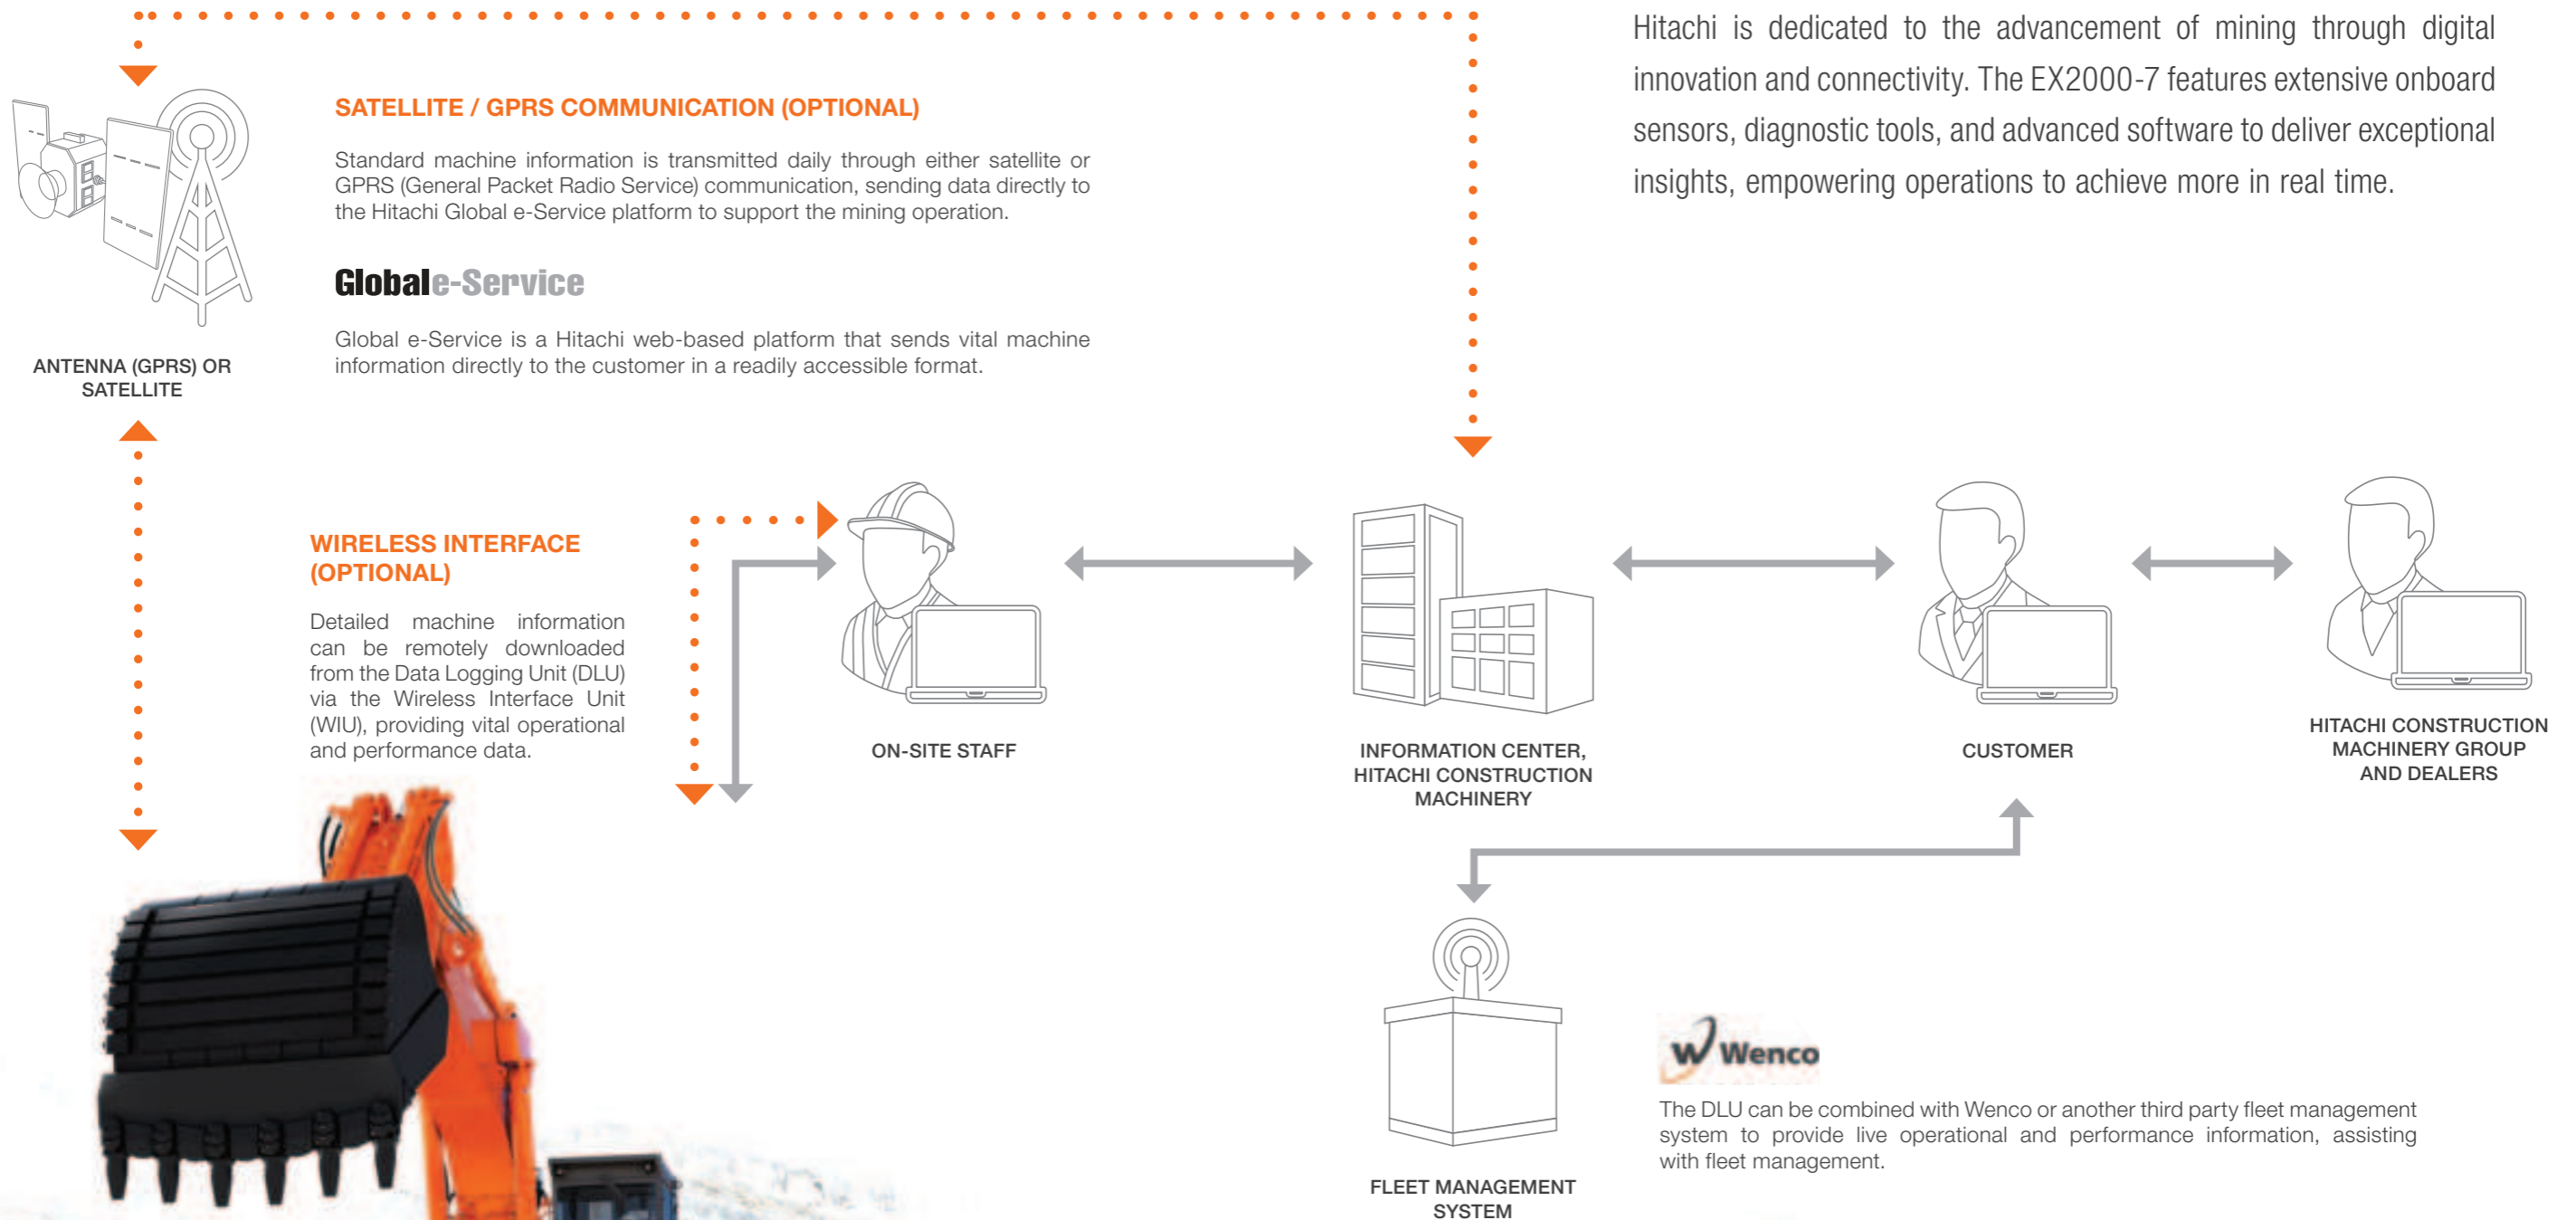 Hitachi is dedicated to the advancement of mining through digital
innovation and connectivity. The EX2000-7 features extensive onboard
sensors, diagnostic tools, and advanced software to deliver exceptional
insights, empowering operations to achieve more in real time.
SATELLITE / GPRS COMMUNICATION (OPTIONAL)
Standard machine information is transmitted daily through either satellite or
GPRS (General Packet Radio Service) communication, sending data directly to
the Hitachi Global e-Service platform to support the mining operation.
Globale-Service
Global e-Service is a Hitachi web-based platform that sends vital machine
information directly to the customer in a readily accessible format.
ANTENNA (GPRS) OR
SATELLITE
WIRELESS INTERFACE
(OPTIONAL)
Detailed machine information
can be remotely downloaded
from the Data Logging Unit (DLU)
via the Wireless Interface Unit
(WIU), providing vital operational
and performance data.
ON-SITE STAFF
INFORMATION CENTER,
HITACHI CONSTRUCTION
MACHINERY
CUSTOMER
HITACHI CONSTRUCTION
MACHINERY GROUP
AND DEALERS
W Wenco
The DLU can be combined with Wenco or another third party fleet management
system to provide live operational and performance information, assisting
with fleet management.
FLEET MANAGEMENT
SYSTEM